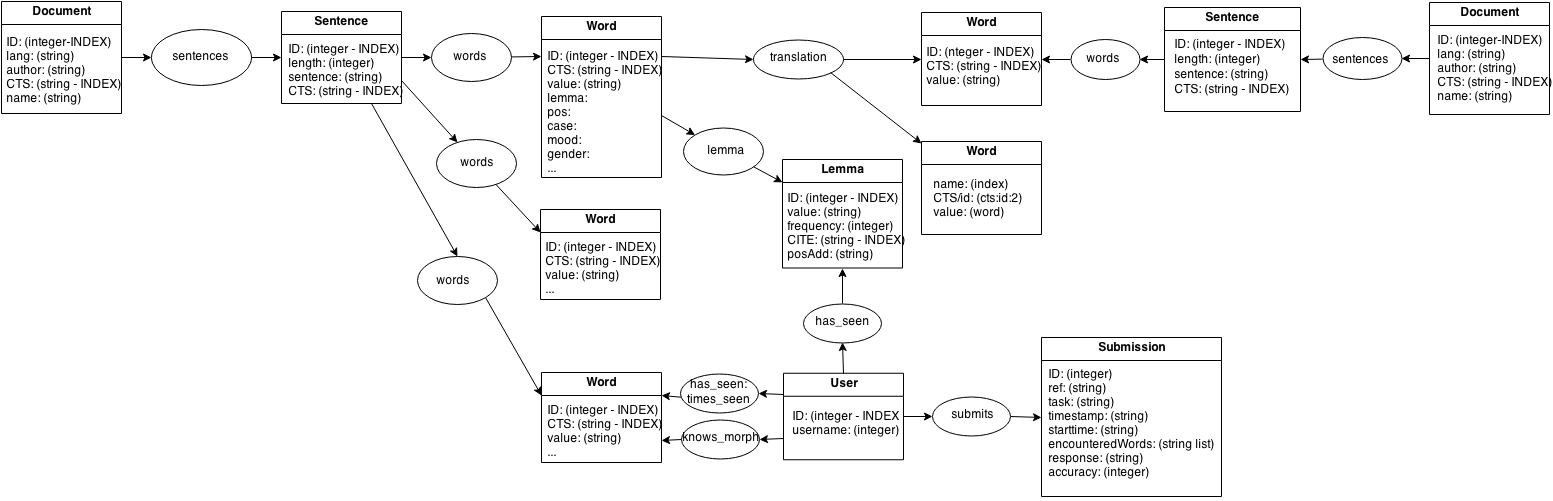 Document
ID: (integer-INDEX)
lang: (string)
author: (string)
CTS: (string - INDEX)
name: (string)
sentences
Sentence
ID: (integer - INDEX)
length: (integer)
sentence: (string)
CTS: (string - INDEX)
words
words
words
Word
ID: (integer - INDEX)
CTS: (string - INDEX)
value: (string)
lemma:
pos:
case:
mood:
gender:
...
Word
ID: (integer - INDEX)
CTS: (string - INDEX)
value: (string)
...
Word
ID: (integer - INDEX)
CTS: (string - INDEX)
value: (string)
...
translation
lemma
Lemma
ID: (integer - INDEX)
value: (string)
frequency: (integer)
CITE: (string - INDEX)
posAdd: (string)
has_seen
has_seen:
times_seen
knows_morph
User
ID: (integer - INDEX
username: (integer)
submits
Submission
ID: (integer)
ref: (string)
task: (string)
timestamp: (string)
starttime: (string)
encounteredWords: (string list)
response: (string)
accuracy: (integer)
Word
ID: (nteger - INDEX)
CTS: (string - INDEX)
value: (string)
Word
name: (index)
CTS/id: (cts:id:2)
value: (word)
words
Sentence
ID: (integer - INDEX)
length: (integer)
sentence: (string)
CTS: (string - INDEX)
sentences
Document
ID: (integer-INDEX)
lang: (string)
author: (string)
CTS: (string - INDEX)
name: (string)